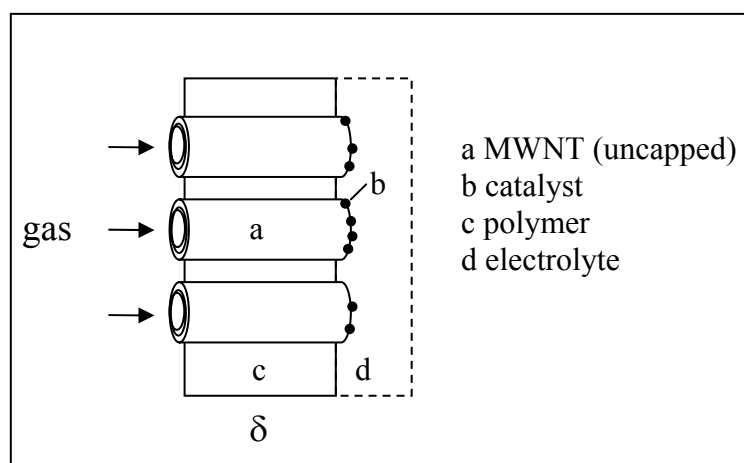 gas
a
b
c
d
δ
a MWNT (uncapped)
b catalyst
c polymer
d electrolyte